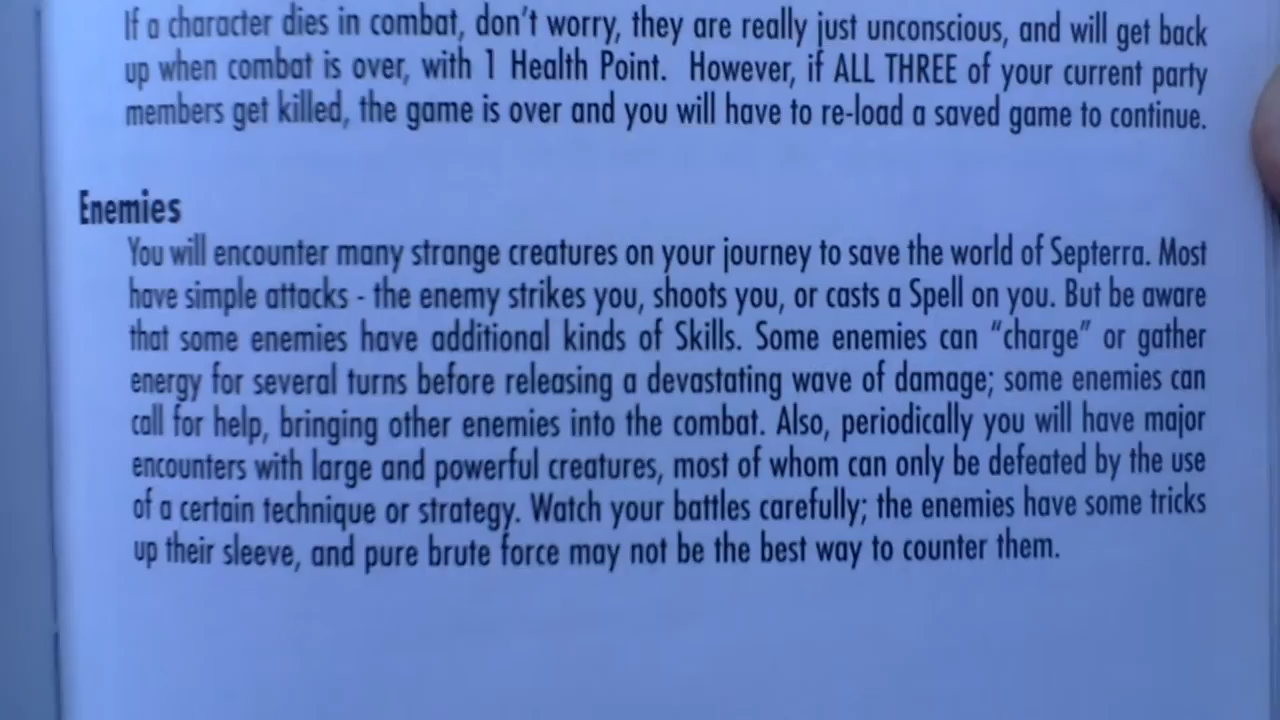 If a character dies in combat, don't worry, they are really just unconscious, and will get back
up when combat is over, with 1 Health Point. However, if ALL THREE of your current party
members get killed, the game is over and you will have to re-load a saved game to continue.
Enemies
You will encounter many strange creatures on your journey to save the world of Septerra. Most
have simple attacks - the enemy strikes you, shoots you, or casts a Spell on you. But be aware
that some enemies have additional kinds of Skills. Some enemies can "charge" or gather
energy for several turns before releasing a devastating wave of damage; some enemies can
call for help, bringing other enemies into the combat. Also, periodically you will have major
encounters with large and powerful creatures, most of whom can only be defeated by the use
of a certain technique or strategy. Watch your battles carefully; the enemies have some tricks
up their sleeve, and pure brute force may not be the best way to counter them.